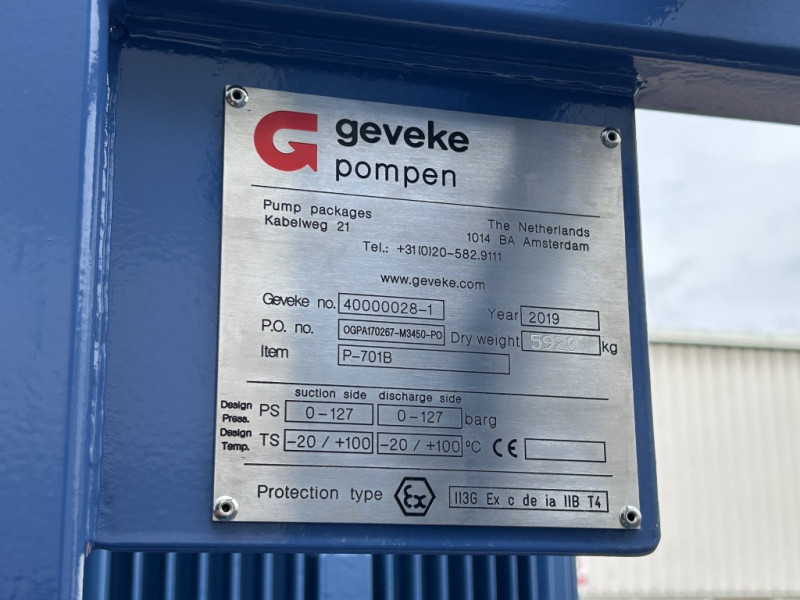 geveke
pompen
Pump packages
Kabelweg 21
The Netherlands
1014 BA Amsterdam
Tel.: +31(0)20-582.9111
www.geveke.com
Geveke no. 40000028-1 Year 2019
P.O. no. OGPA170267-M3450-PO Dry weight kg
Item P-701B
suction side discharge side
Design Press. PS 0-127 0-127 barg
Design Temp. TS -20 / +100 -20 / +100 °C CE
Protection type Ex II3G Ex c de ia IIB T4